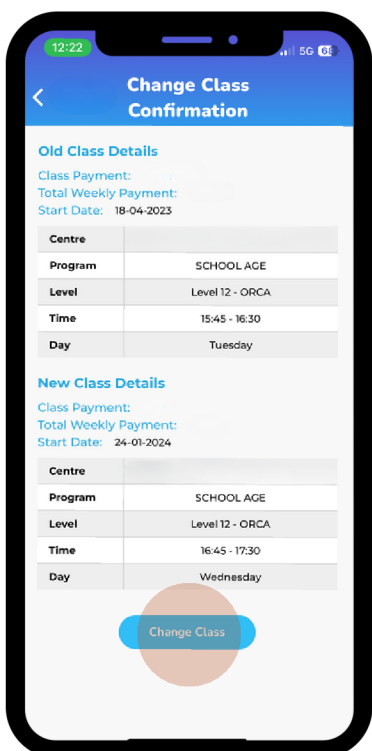 12:22
5G
Change Class
Confirmation
Old Class Details
Class Payment:
Total Weekly Payment:
Start Date: 18-04-2023
Centre
Program SCHOOL AGE
Level Level 12 - ORCA
Time 15:45 - 16:30
Day Tuesday
New Class Details
Class Payment:
Total Weekly Payment:
Start Date: 24-01-2024
Centre
Program SCHOOL AGE
Level Level 12 - ORCA
Time 16:45 - 17:30
Day Wednesday
Change Class